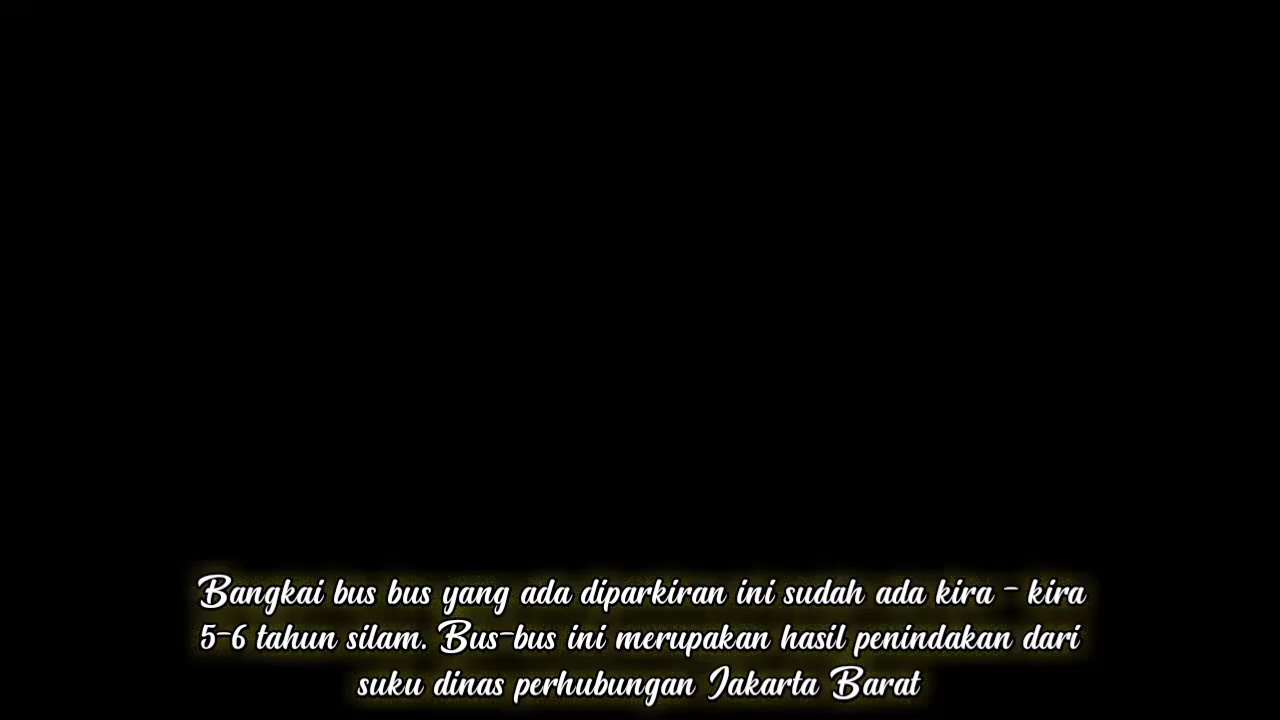 Bangkai bus bus yang ada diparkiran ini sudah ada kira - kira
5-6 tahun silam. Bus-bus ini merupakan hasil penindakan dari
suku dinas perhubungan Jakarta Barat